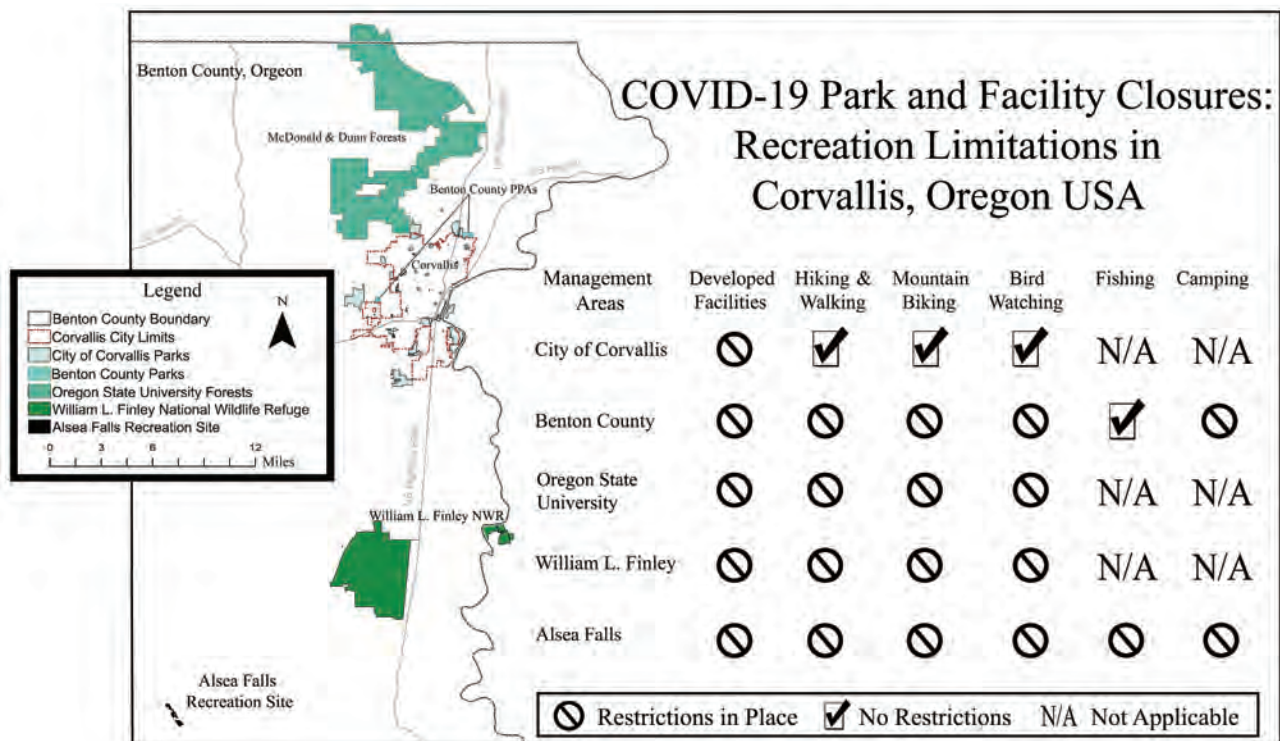 Benton County, Orgeon
McDonald & Dunn Forests
Benton County PPAs
Corvallis
COVID-19 Park and Facility Closures:
Recreation Limitations in
Corvallis, Oregon USA
Legend
N
Benton County Boundary
Corvallis City Limits
City of Corvallis Parks
Benton County Parks
Oregon State University Forests
William L. Finley National Wildlife Refuge
Alsea Falls Recreation Site
0 3 6 12
Miles
William L. Finley NWR
Alsea Falls
Recreation Site
Management Areas Developed Facilities Hiking & Walking Mountain Biking Bird Watching Fishing Camping
City of Corvallis N/A N/A
Benton County
Oregon State University N/A N/A
William L. Finley N/A N/A
Alsea Falls
Restrictions in Place No Restrictions N/A Not Applicable